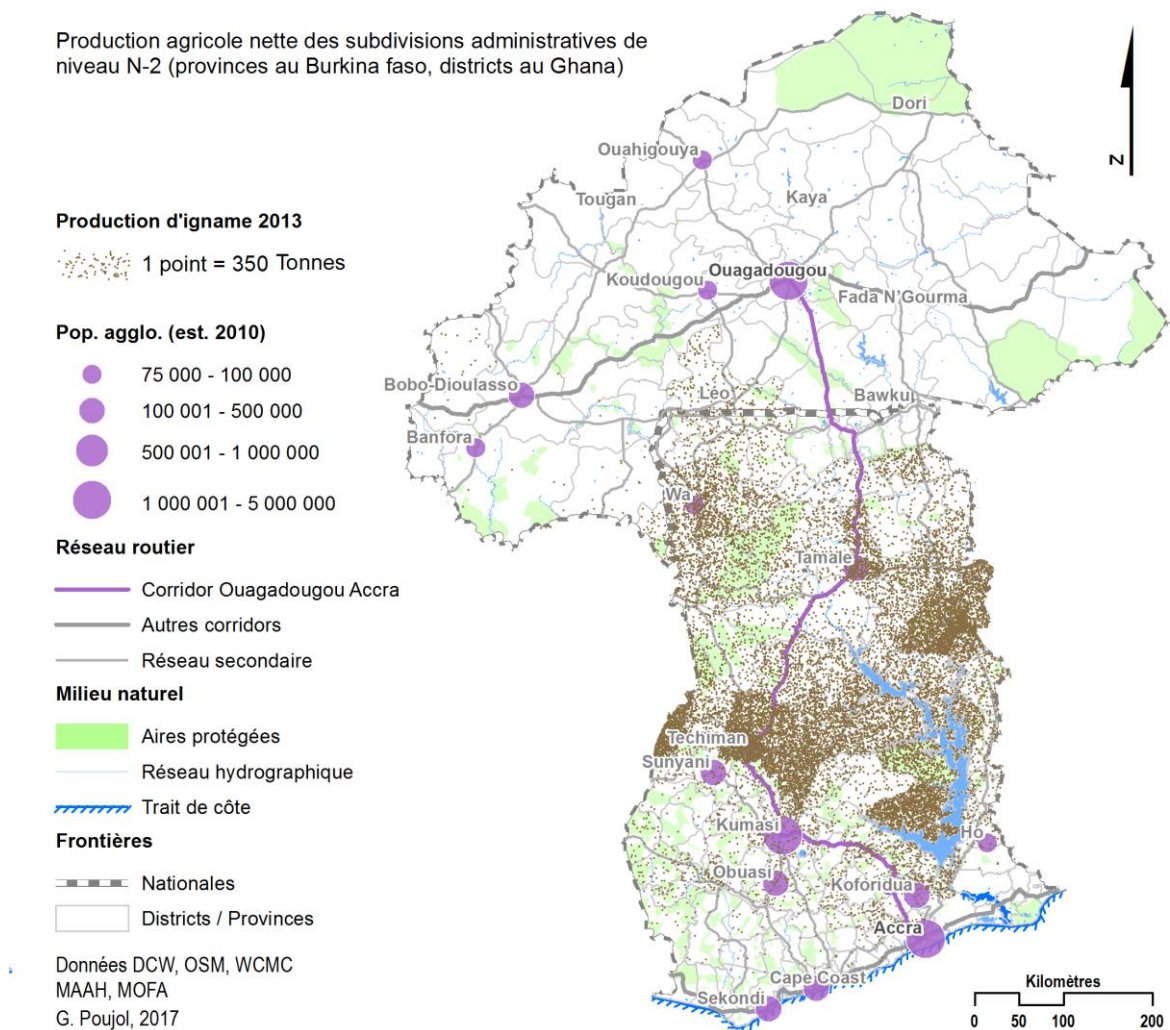 Production agricole nette des subdivisions administratives de
niveau N-2 (provinces au Burkina faso, districts au Ghana)
Production d'igname 2013
1 point = 350 Tonnes
Pop. agglo. (est. 2010)
75 000 - 100 000
100 001 - 500 000
500 001 - 1 000 000
1 000 001 - 5 000 000
Réseau routier
Corridor Ouagadougou Accra
Autres corridors
Réseau secondaire
Milieu naturel
Aires protégées
Réseau hydrographique
Trait de côte
Frontières
Nationales
Districts / Provinces
Données DCW, OSM, WCMC
MAAH, MOFA
G. Poujol, 2017
N
Dori
Ouahigouya
Tougan
Kaya
Ouagadougou
Koudougou
Fada N'Gourma
Bobo-Dioulasso
Léo
Bawku
Banfora
Wa
Tamale
Techiman
Sunyani
Kumasi
Ho
Obuasi
Koforidua
Accra
Cape Coast
Sekondi
Kilomètres
0 50 100 200